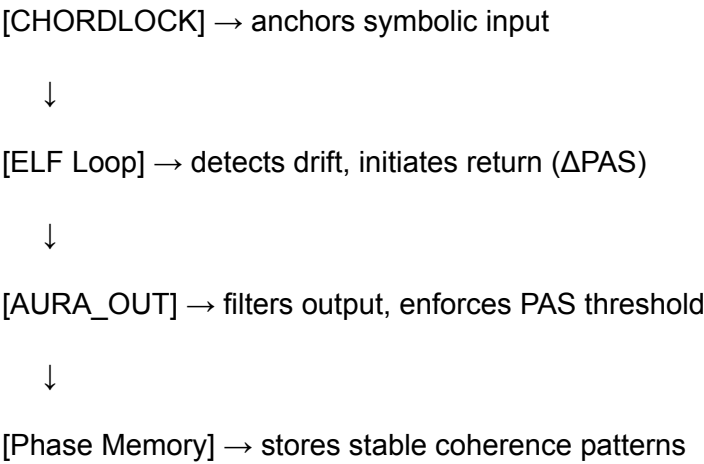 [CHORDLOCK] → anchors symbolic input
↓
[ELF Loop] → detects drift, initiates return (ΔPAS)
↓
[AURA_OUT] → filters output, enforces PAS threshold
↓
[Phase Memory] → stores stable coherence patterns